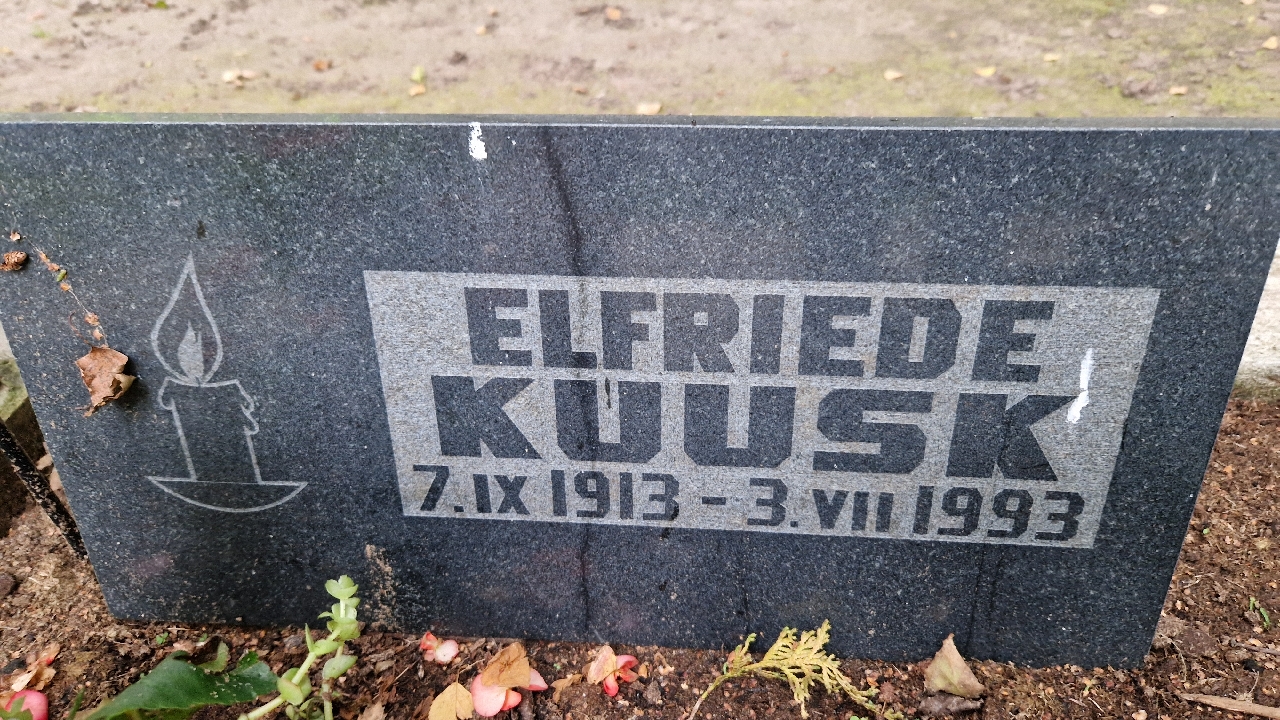 ELFRIEDE
KUUSK
7. IX 1913 - 3. VII 1993